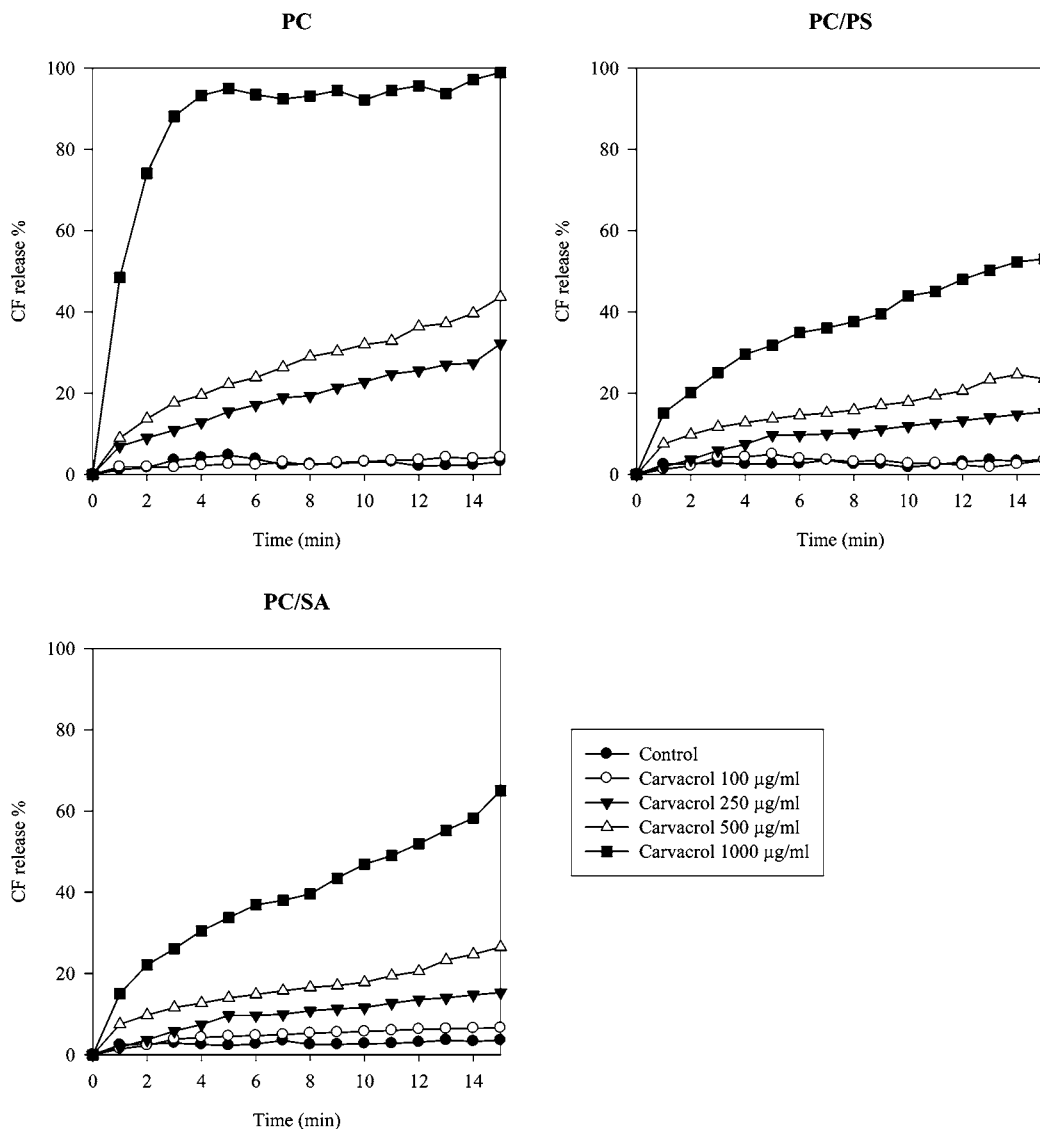 PC
100
80
60
40
20
0
CF release %
0 2 4 6 8 10 12 14
Time (min)
PC/PS
100
80
60
40
20
0
CF release %
0 2 4 6 8 10 12 14
Time (min)
PC/SA
100
80
60
40
20
0
CF release %
0 2 4 6 8 10 12 14
Time (min)
Control
Carvacrol 100 μg/ml
Carvacrol 250 μg/ml
Carvacrol 500 μg/ml
Carvacrol 1000 μg/ml